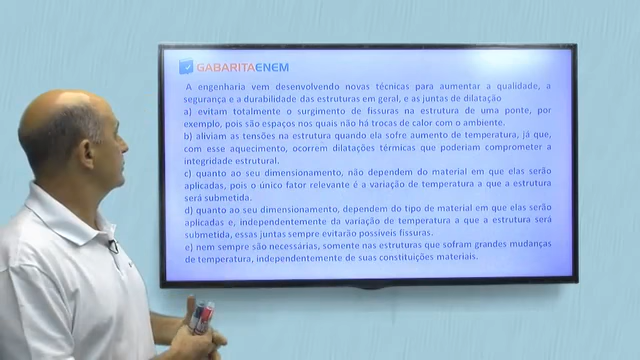 GABARITAENEM
A engenharia vem desenvolvendo novas técnicas para aumentar a qualidade, a
segurança e a durabilidade das estruturas em geral, e as juntas de dilatação
a) evitam totalmente o surgimento de fissuras na estrutura de uma ponte, por
exemplo, pois são espaços nos quais não há trocas de calor com o ambiente.
b) aliviam as tensões na estrutura quando ela sofre aumento de temperatura, já que,
com esse aquecimento, ocorrem dilatações térmicas que poderiam comprometer a
integridade estrutural.
c) quanto ao seu dimensionamento, não dependem do material em que elas serão
aplicadas, pois o único fator relevante é a variação de temperatura a que a estrutura
será submetida.
d) quanto ao seu dimensionamento, dependem do tipo de material em que elas serão
aplicadas e, independentemente da variação de temperatura a que a estrutura será
submetida, essas juntas sempre evitarão possíveis fissuras.
e) nem sempre são necessárias, somente nas estruturas que sofram grandes mudanças
de temperatura, independentemente de suas constituições materiais.